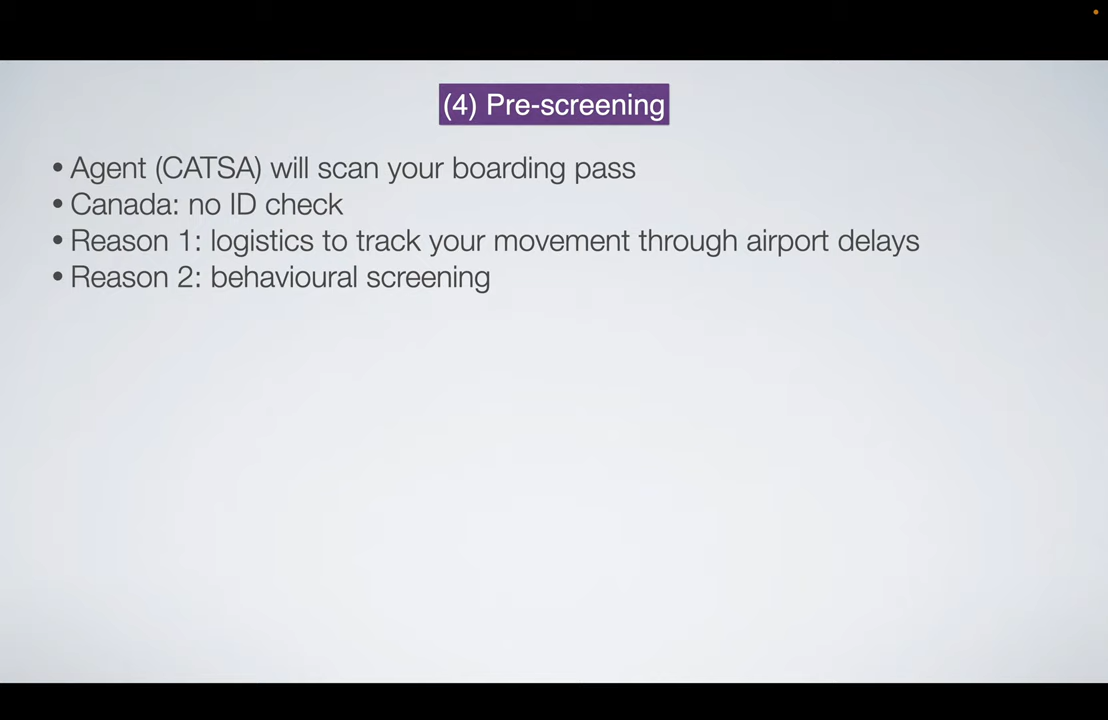 (4) Pre-screening
• Agent (CATSA) will scan your boarding pass
• Canada: no ID check
• Reason 1: logistics to track your movement through airport delays
• Reason 2: behavioural screening